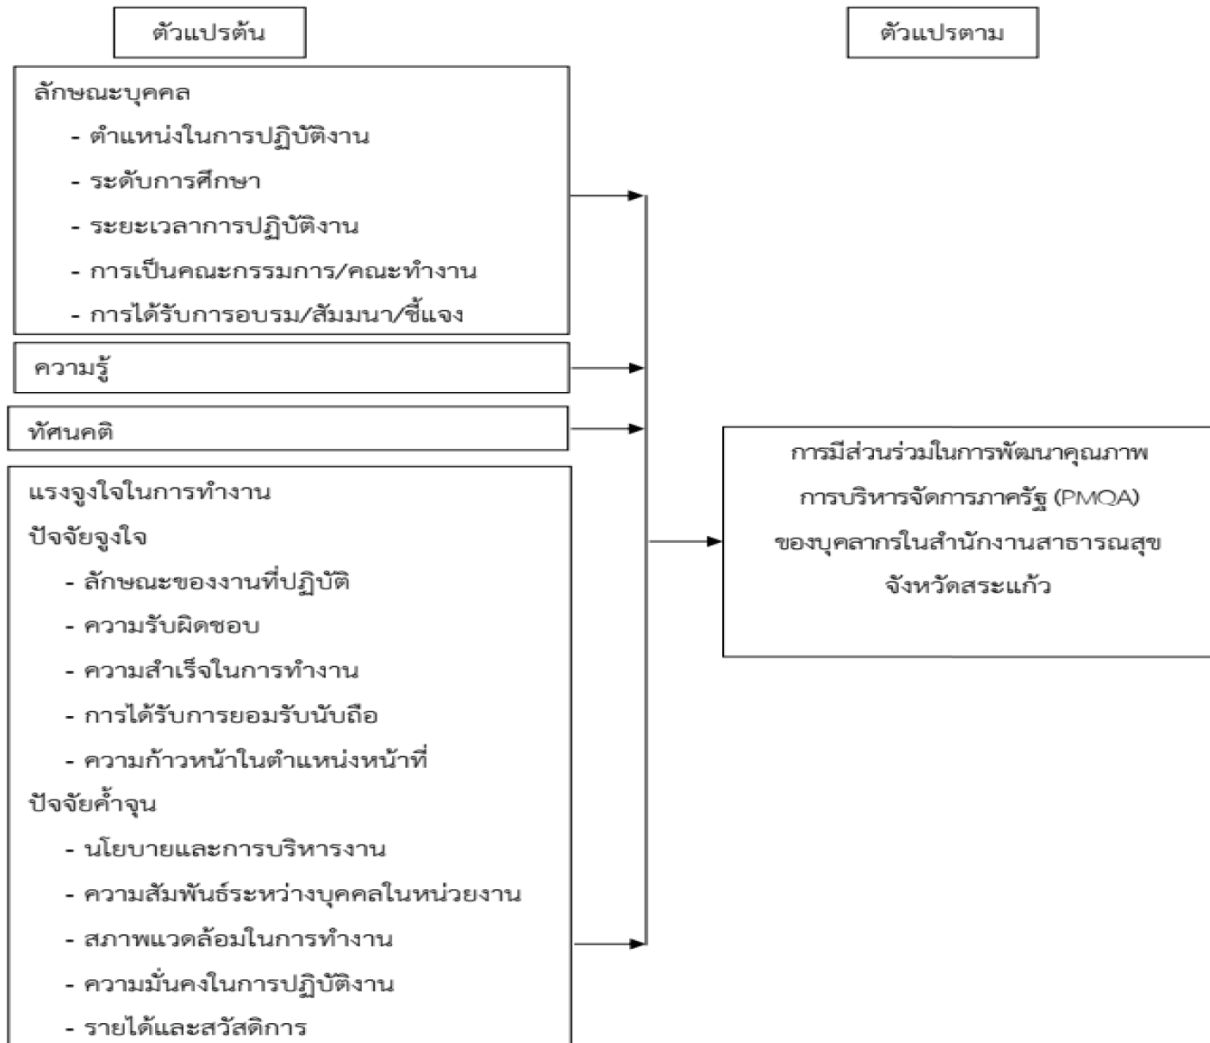 ตัวแปรต้น
ตัวแปรตาม
ลักษณะบุคคล
- ตำแหน่งในการปฏิบัติงาน
- ระดับการศึกษา
- ระยะเวลาการปฏิบัติงาน
- การเป็นคณะกรรมการ/คณะทำงาน
- การได้รับการอบรม/สัมมนา/ชี้แจง
ความรู้
ทัศนคติ
แรงจูงใจในการทำงาน
ปัจจัยจูงใจ
- ลักษณะของงานที่ปฏิบัติ
- ความรับผิดชอบ
- ความสำเร็จในการทำงาน
- การได้รับการยอมรับนับถือ
- ความก้าวหน้าในตำแหน่งหน้าที่
ปัจจัยค้ำจุน
- นโยบายและการบริหารงาน
- ความสัมพันธ์ระหว่างบุคคลในหน่วยงาน
- สภาพแวดล้อมในการทำงาน
- ความมั่นคงในการปฏิบัติงาน
- รายได้และสวัสดิการ
การมีส่วนร่วมในการพัฒนาคุณภาพ
การบริหารจัดการภาครัฐ (PMQA)
ของบุคลากรในสำนักงานสาธารณสุข
จังหวัดสระแก้ว